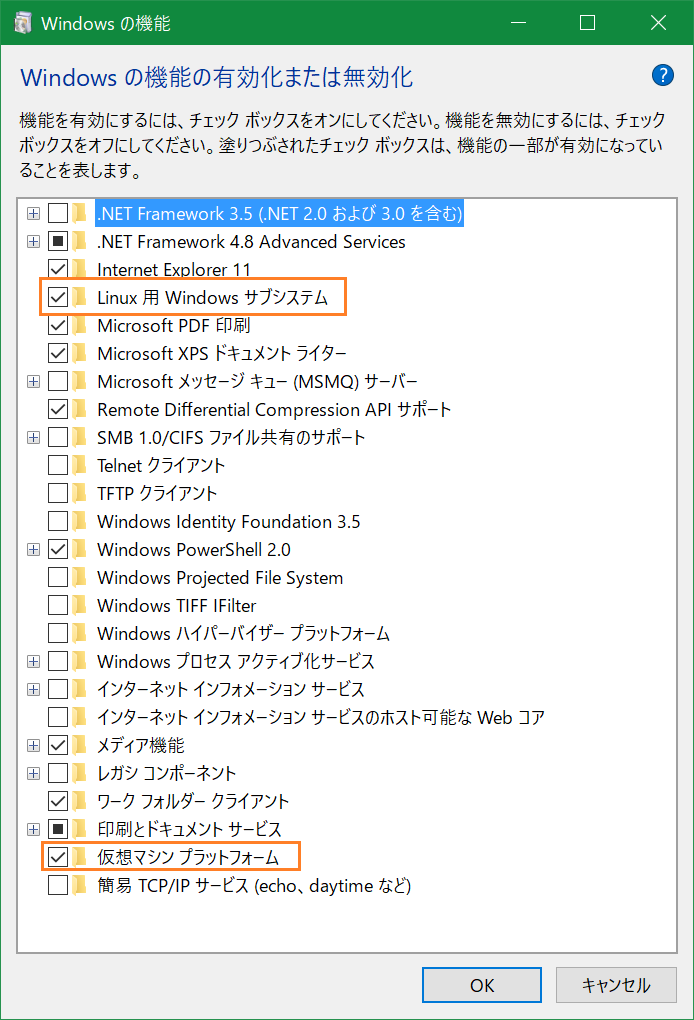 Windows の機能
Windows の機能の有効化または無効化
機能を有効にするには、チェック ボックスをオンにしてください。機能を無効にするには、チェック
ボックスをオフにしてください。塗りつぶされたチェック ボックスは、機能の一部が有効になってい
ることを表します。
.NET Framework 3.5 (.NET 2.0 および 3.0 を含む)
.NET Framework 4.8 Advanced Services
Internet Explorer 11
Linux 用 Windows サブシステム
Microsoft PDF 印刷
Microsoft XPS ドキュメント ライター
Microsoft メッセージ キュー (MSMQ) サーバー
Remote Differential Compression API サポート
SMB 1.0/CIFS ファイル共有のサポート
Telnet クライアント
TFTP クライアント
Windows Identity Foundation 3.5
Windows PowerShell 2.0
Windows Projected File System
Windows TIFF IFilter
Windows ハイパーバイザー プラットフォーム
Windows プロセス アクティブ化サービス
インターネット インフォメーション サービス
インターネット インフォメーション サービスのホスト可能な Web コア
メディア機能
レガシ コンポーネント
ワーク フォルダー クライアント
印刷とドキュメント サービス
仮想マシン プラットフォーム
簡易 TCP/IP サービス (echo、daytime など)
OK
キャンセル